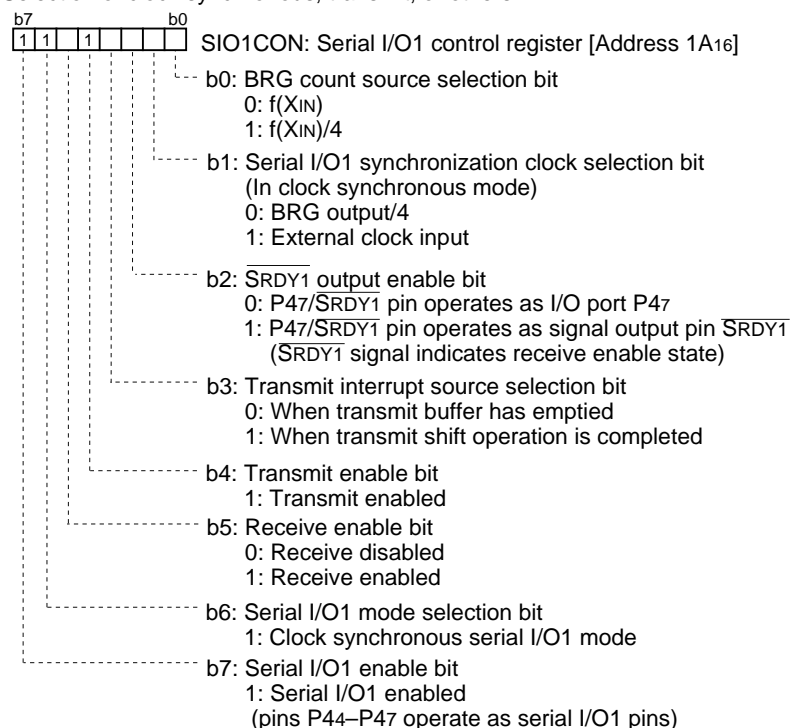 b7 b0
1 1 1 SIO1CON: Serial I/O1 control register [Address 1A16]
b0: BRG count source selection bit
0: f(XIN)
1: f(XIN)/4
b1: Serial I/O1 synchronization clock selection bit
(In clock synchronous mode)
0: BRG output/4
1: External clock input
b2: SRDY1 output enable bit
0: P47/SRDY1 pin operates as I/O port P47
1: P47/SRDY1 pin operates as signal output pin SRDY1
(SRDY1 signal indicates receive enable state)
b3: Transmit interrupt source selection bit
0: When transmit buffer has emptied
1: When transmit shift operation is completed
b4: Transmit enable bit
1: Transmit enabled
b5: Receive enable bit
0: Receive disabled
1: Receive enabled
b6: Serial I/O1 mode selection bit
1: Clock synchronous serial I/O1 mode
b7: Serial I/O1 enable bit
1: Serial I/O1 enabled
(pins P44–P47 operate as serial I/O1 pins)